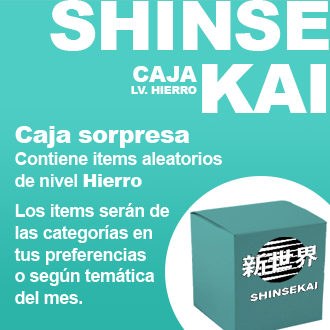 SHINSE
KAI
CAJA
LV. HIERRO
Caja sorpresa
Contiene items aleatorios
de nivel Hierro
Los items serán de
las categorías en
tus preferencias
o según temática
del mes.
新世界
SHINSEKAI